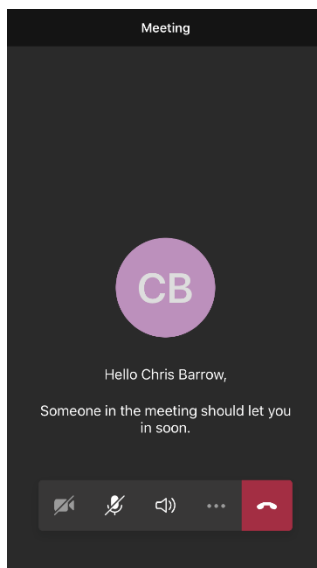 Meeting
CB
Hello Chris Barrow,
Someone in the meeting should let you
in soon.